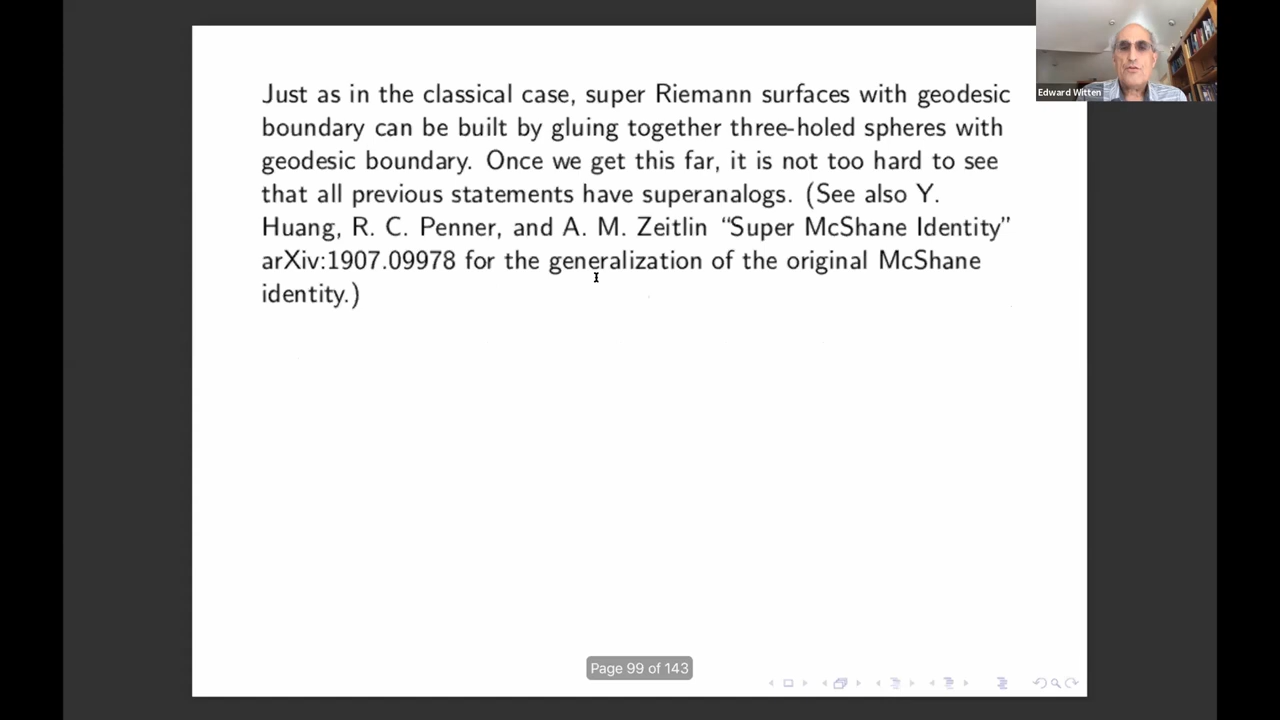 Edward Witten
Just as in the classical case, super Riemann surfaces with geodesic
boundary can be built by gluing together three-holed spheres with
geodesic boundary. Once we get this far, it is not too hard to see
that all previous statements have superanalogs. (See also Y.
Huang, R. C. Penner, and A. M. Zeitlin “Super McShane Identity”
arXiv:1907.09978 for the generalization of the original McShane
identity.)
Page 99 of 143